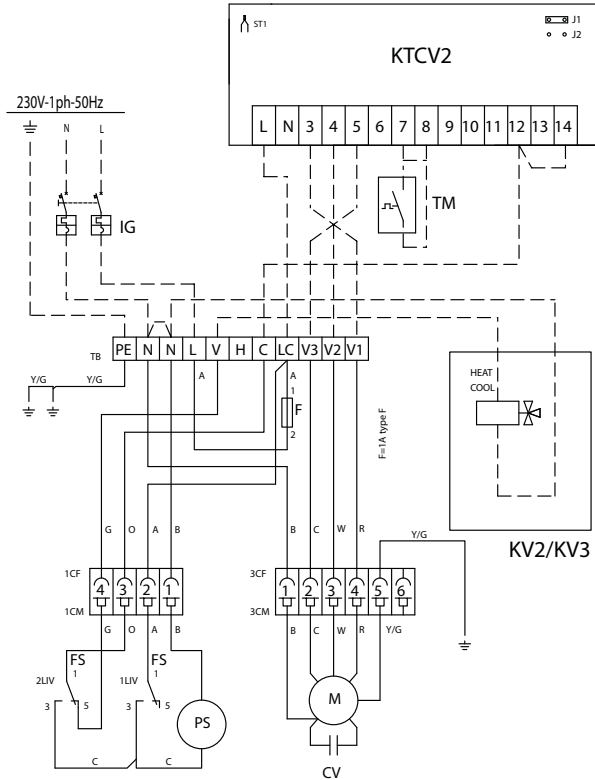 ST1
J1
J2
KTCV2
L N 3 4 5 6 7 8 9 10 11 12 13 14
230V-1ph-50Hz
N L
IG
TM
TB PE N N L V H C LC V3 V2 V1
HEAT
COOL
Y/G Y/G
A A
1
F
2
F=1A type F
KV2/KV3
G O A B
B C W R Y/G
1CF
4 3 2 1
1CM
3CF
1 2 3 4 5 6
3CM
G O A B
B C W R Y/G
FS FS
2LIV 1 1LIV 1
3 5 3 5
PS
M
C C
CV